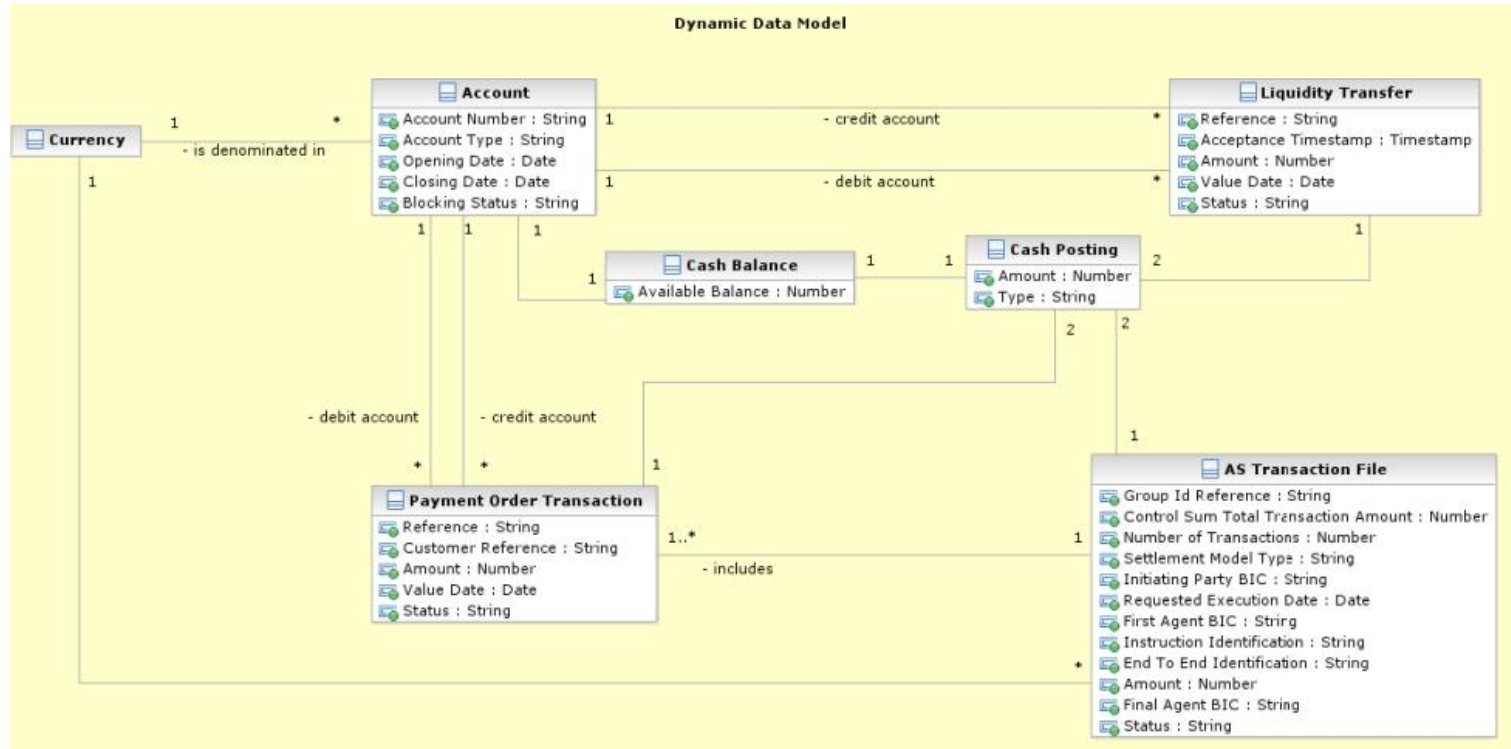 Dynamic Data Model
Account
Account Number : String
Account Type : String
Opening Date : Date
Closing Date : Date
Blocking Status : String
Liquidity Transfer
Reference : String
Acceptance Timestamp : Timestamp
Amount : Number
Value Date : Date
Status : String
Currency
1
*
- is denominated in
1
1
- credit account
*
1
- debit account
*
1
1
1
1
Cash Balance
Available Balance : Number
1
1
Cash Posting
Amount : Number
Type : String
2
1
2
2
- debit account
- credit account
*
*
1
1
Payment Order Transaction
Reference : String
Customer Reference : String
Amount : Number
Value Date : Date
Status : String
1..*
- includes
1
*
AS Transaction File
Group Id Reference : String
Control Sum Total Transaction Amount : Number
Number of Transactions : Number
Settlement Model Type : String
Initiating Party BIC : String
Requested Execution Date : Date
First Agent BIC : String
Instruction Identification : String
End To End Identification : String
Amount : Number
Final Agent BIC : String
Status : String